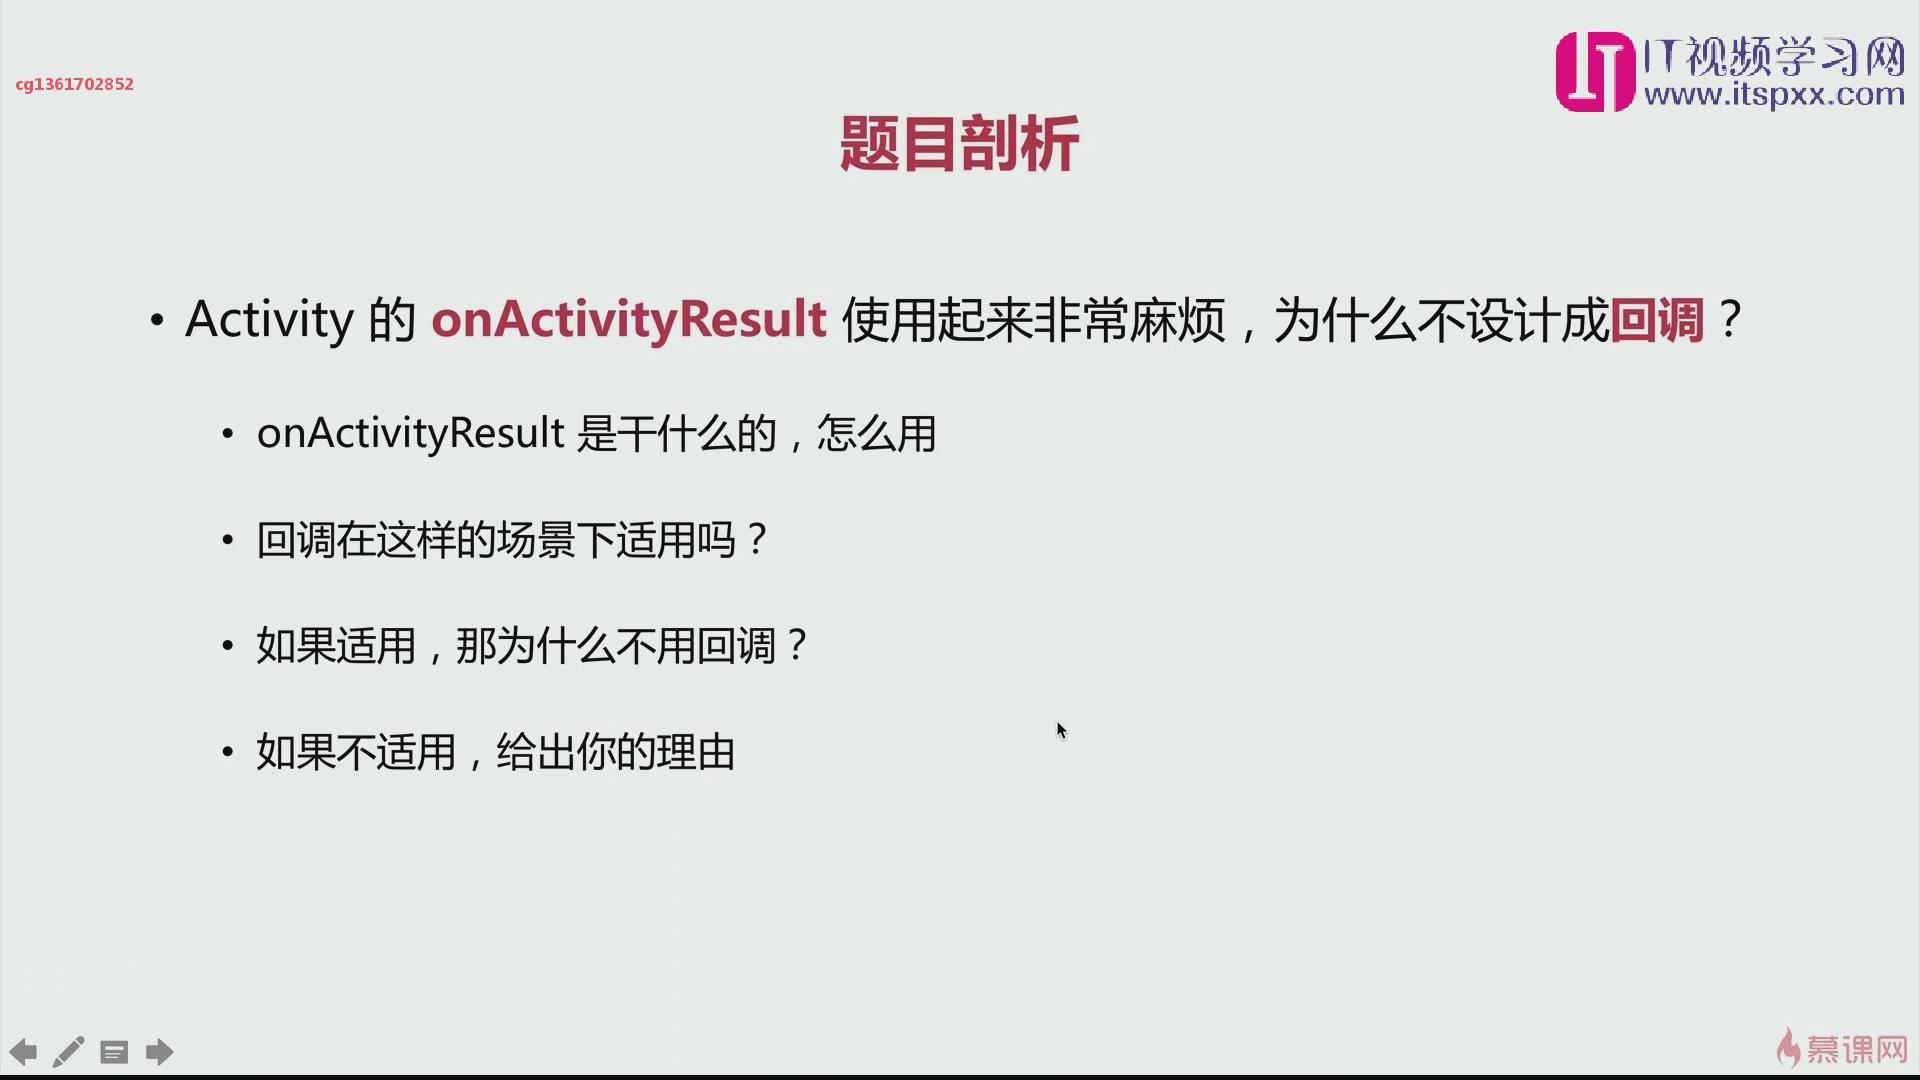 IT视频学习网
www.itspxx.com
cg1361702852
题目剖析
• Activity 的 onActivityResult 使用起来非常麻烦，为什么不设计成回调？
• onActivityResult 是干什么的，怎么用
• 回调在这样的场景下适用吗？
• 如果适用，那为什么不用回调？
• 如果不适用，给出你的理由
慕课网